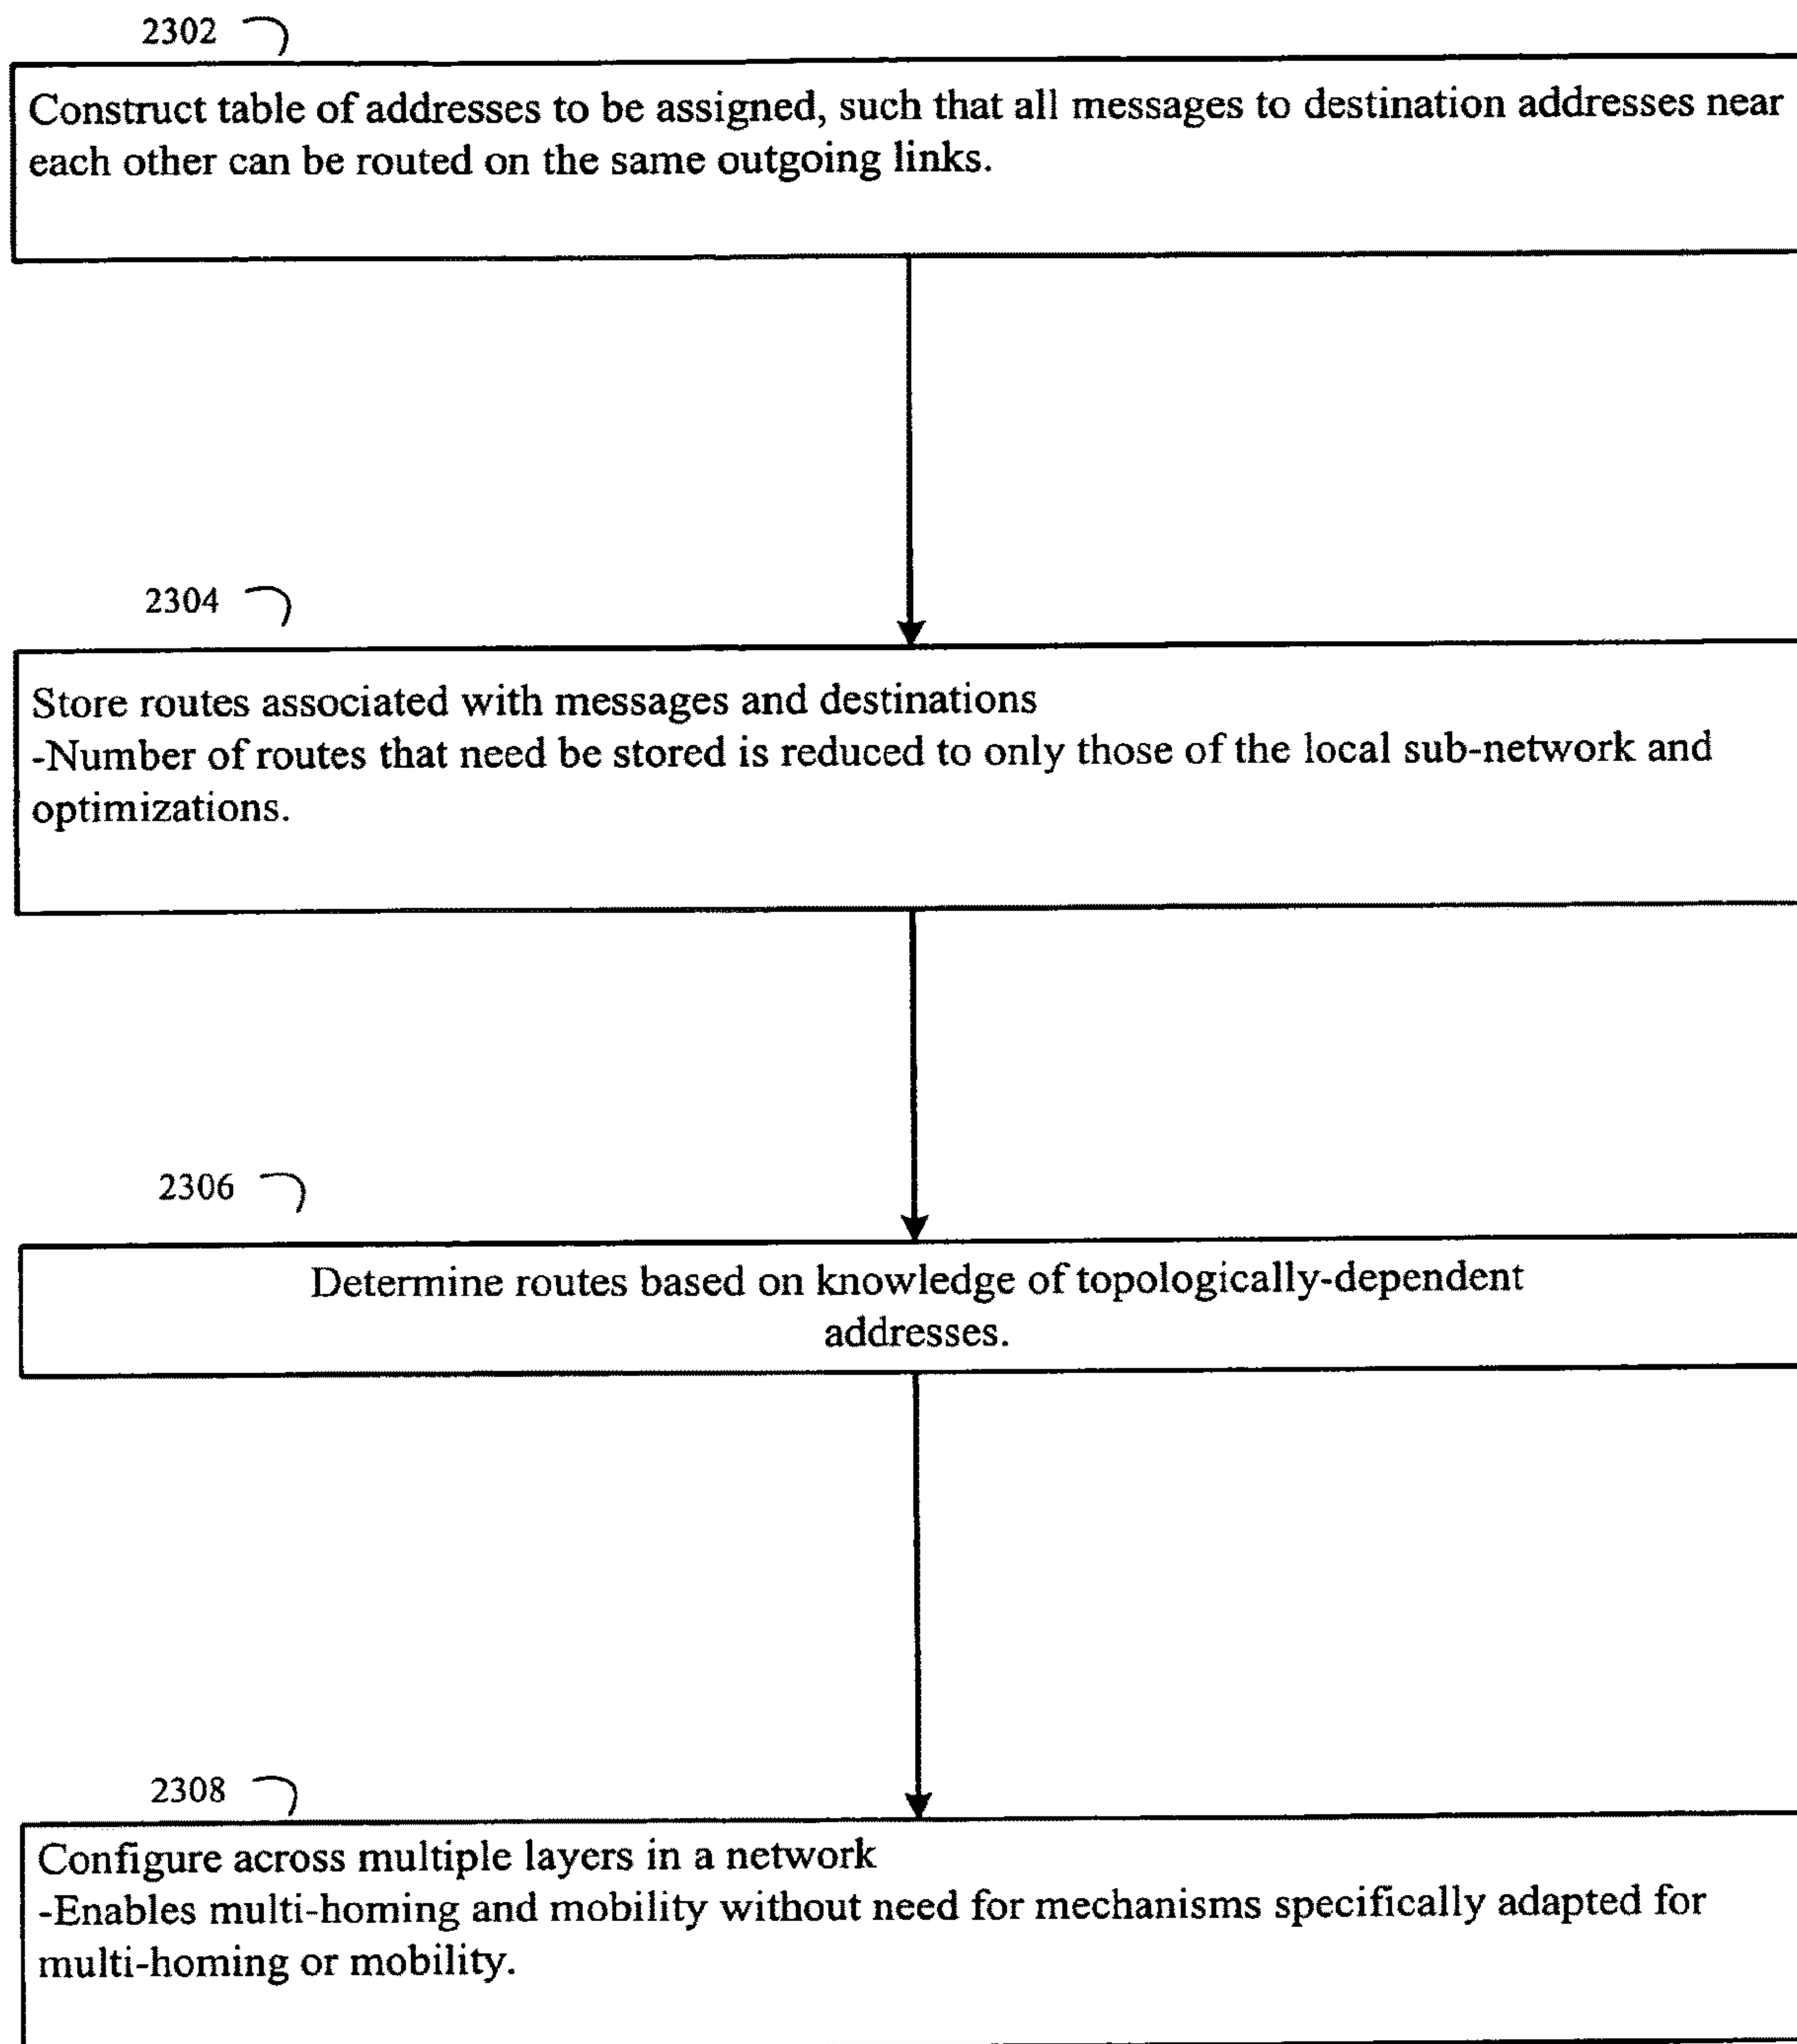 2302
Construct table of addresses to be assigned, such that all messages to destination addresses near
each other can be routed on the same outgoing links.
2304
Store routes associated with messages and destinations
-Number of routes that need be stored is reduced to only those of the local sub-network and
optimizations.
2306
Determine routes based on knowledge of topologically-dependent
addresses.
2308
Configure across multiple layers in a network
-Enables multi-homing and mobility without need for mechanisms specifically adapted for
multi-homing or mobility.